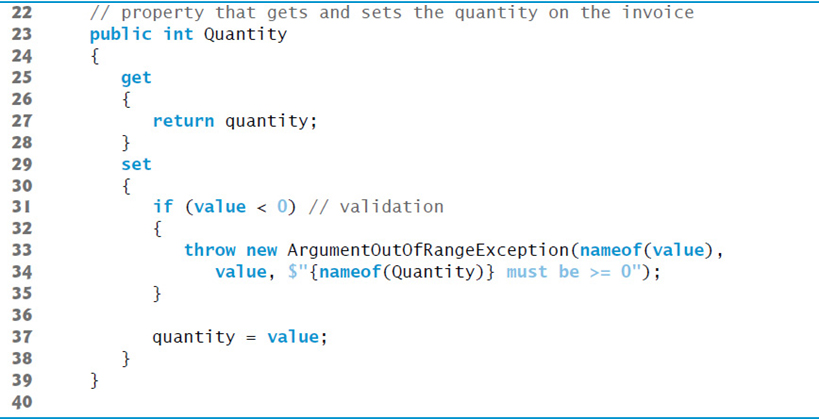 22 // property that gets and sets the quantity on the invoice
23 public int Quantity
24 {
25 get
26 {
27 return quantity;
28 }
29 set
30 {
31 if (value < 0) // validation
32 {
33 throw new ArgumentOutOfRangeException(nameof(value),
34 value, $"{nameof(Quantity)} must be >= 0");
35 }
36
37 quantity = value;
38 }
39 }
40